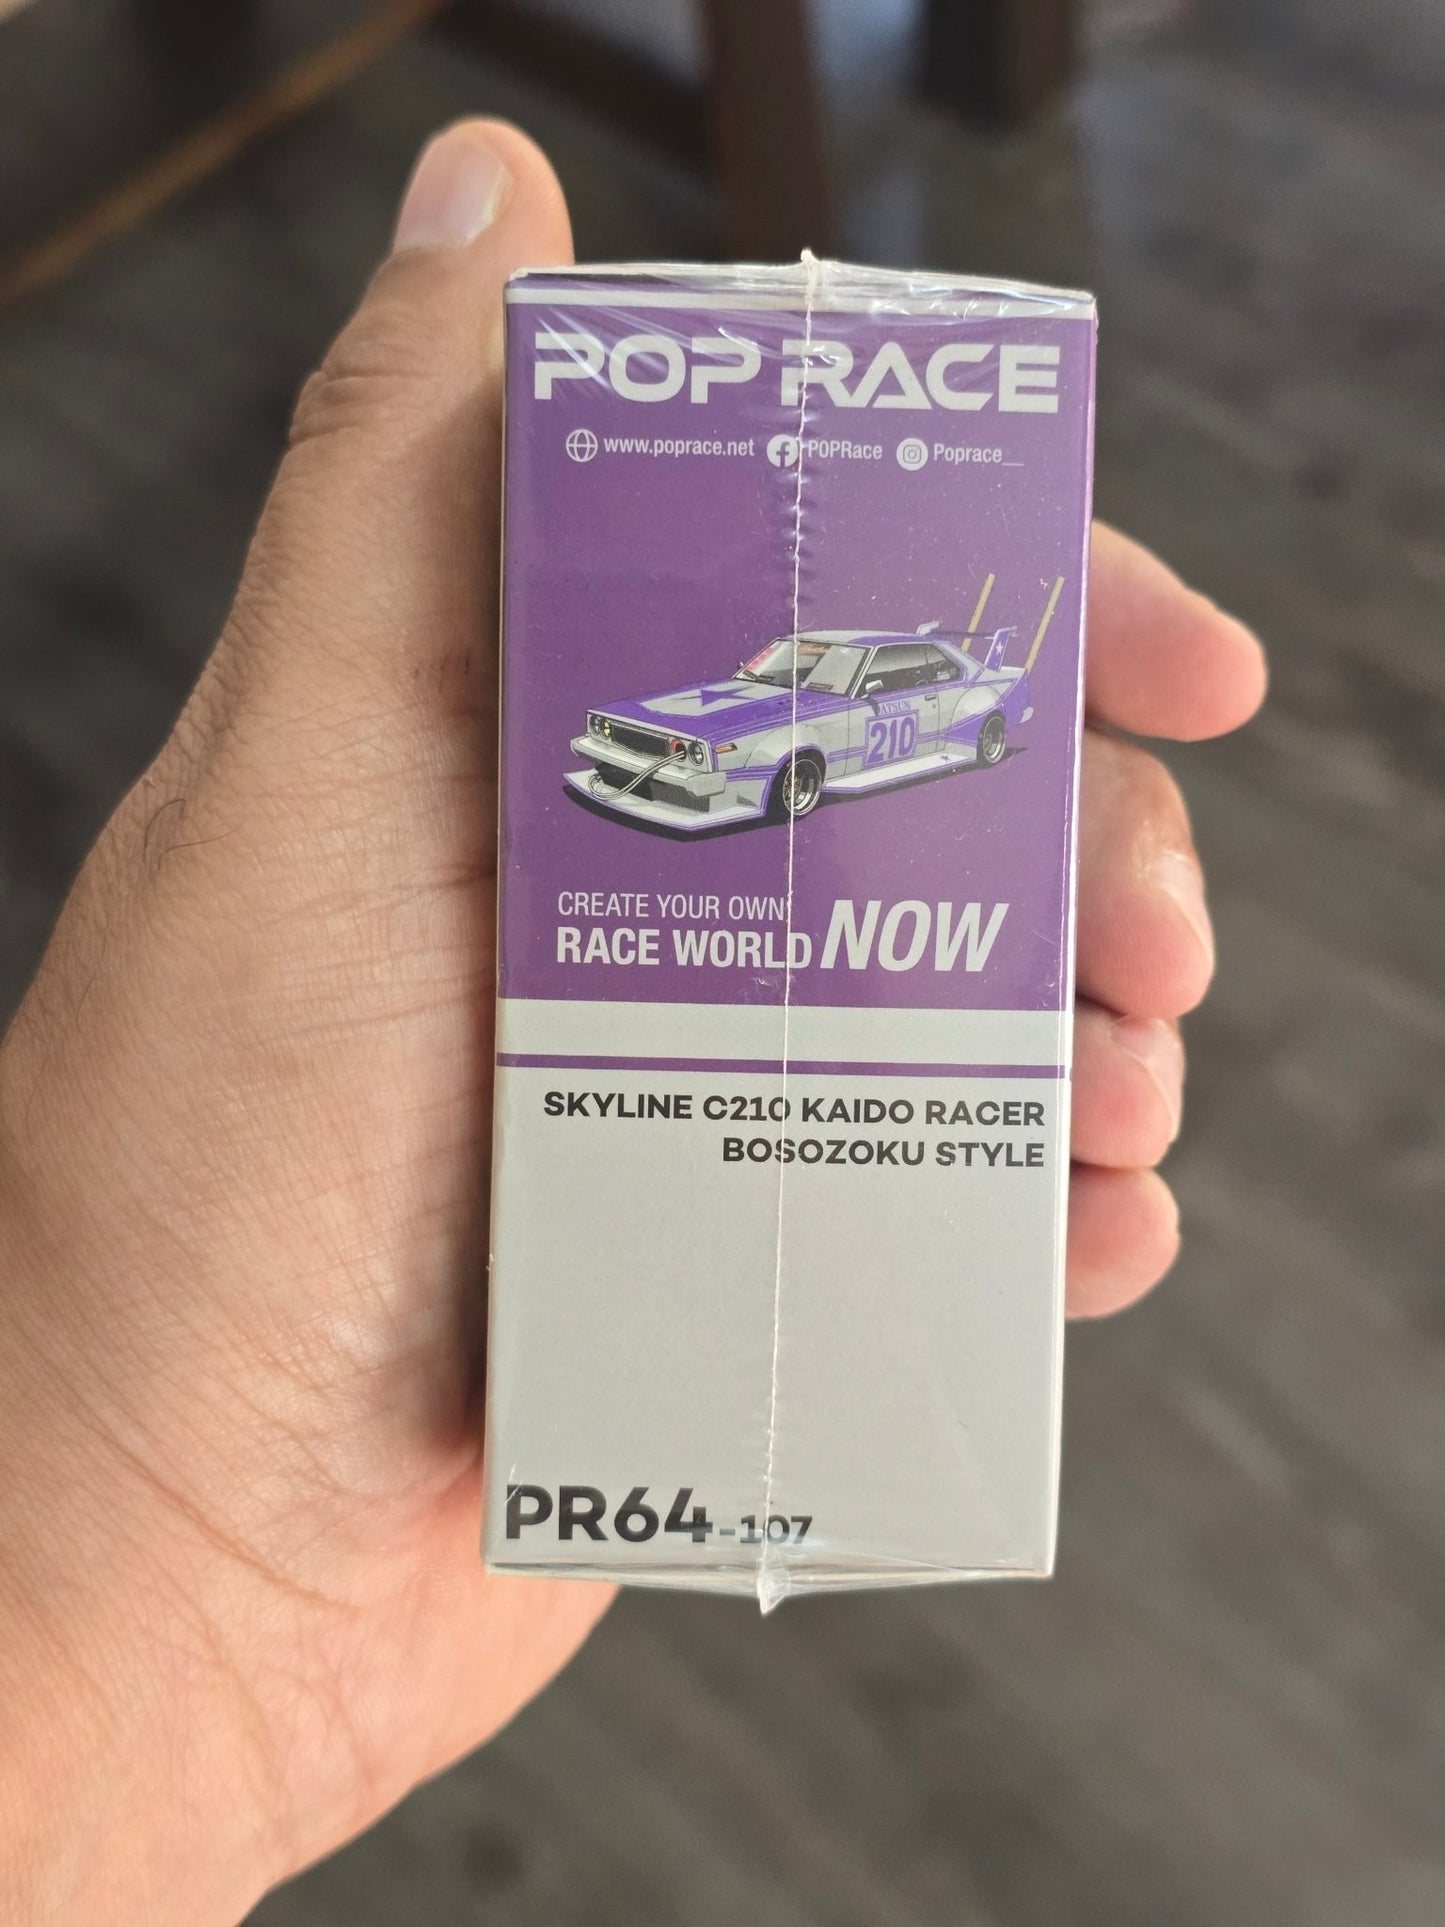 POP RACE
www.poprace.net POPRace Poprace__
210
CREATE YOUR OWN
RACE WORLD NOW
SKYLINE C210 KAIDO RACER
BOSOZOKU STYLE
PR64-107